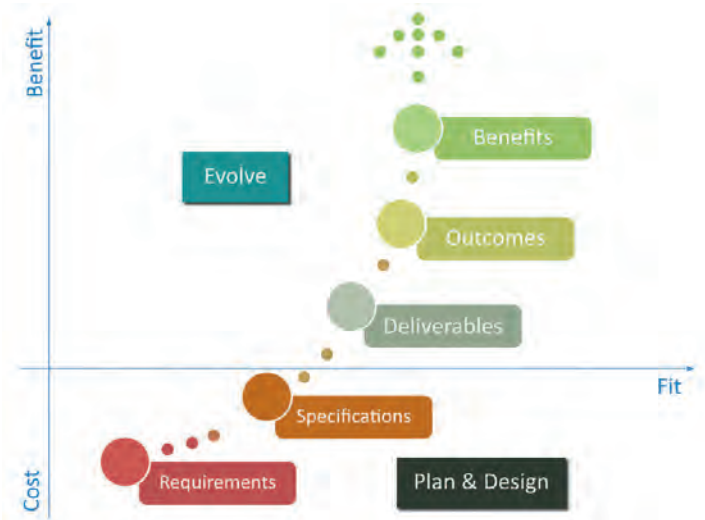 Benefit
Benefits
Evolve
Outcomes
Deliverables
Fit
Specifications
Cost
Requirements
Plan & Design